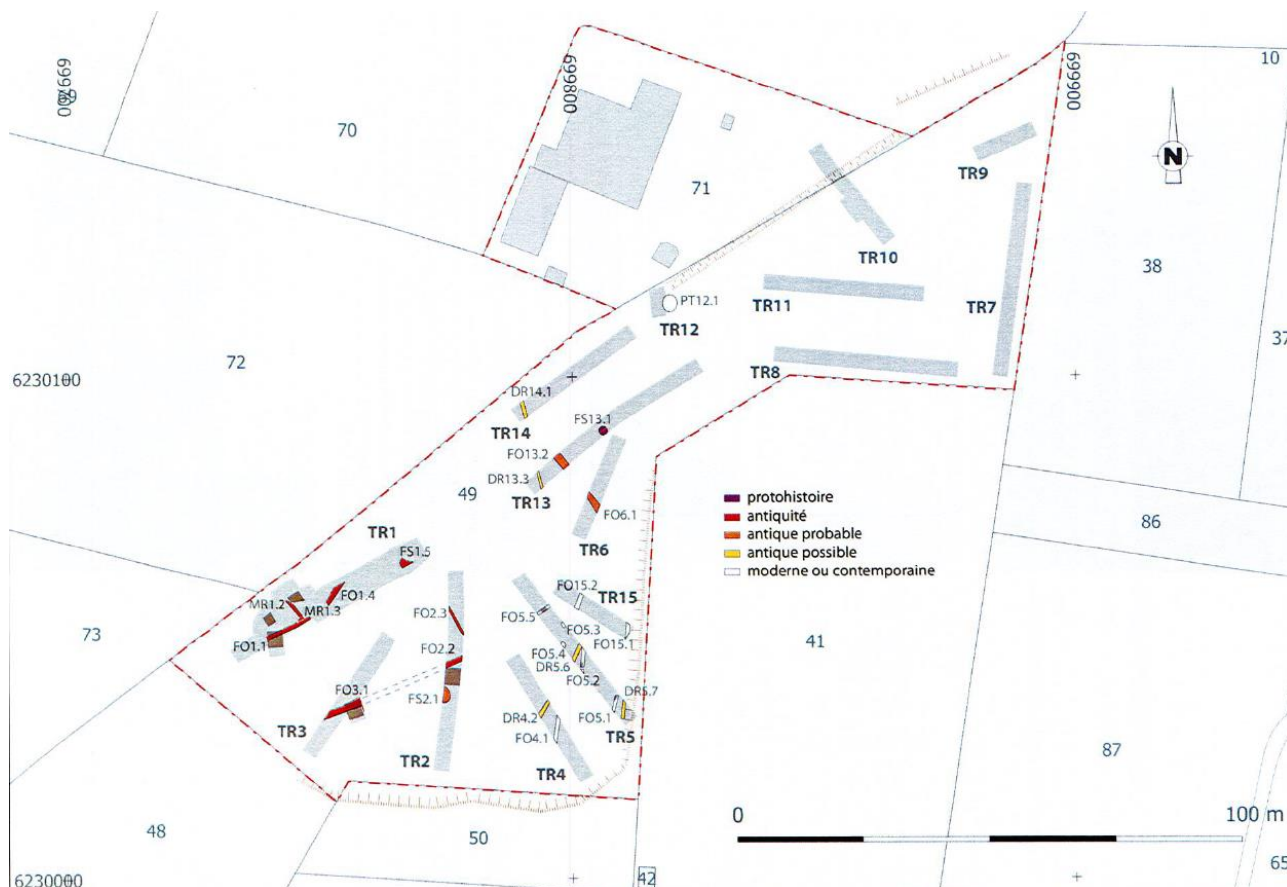 10
699700
699800
699900
70
N
71
TR9
TR10
38
PT12.1
TR11
TR7
TR12
37
72
TR8
6230100
DR14.1
FS13.1
TR14
FO13.2
DR13.3
49
TR13
protohistoire
FO6.1
antiquité
86
TR1
TR6
antique probable
FS1.5
antique possible
FO15.2
TR15
moderne ou contemporaine
MR1.2
FO1.4
MR1.3
FO2.3
FO5.5
FO5.3
73
FO1.1
FO15.1
41
FO2.2
FO5.4
DR5.6
FO5.2
FO3.1
FS2.1
DR5.7
TR3
DR4.2
FO5.1
FO4.1
TR5
TR2
TR4
87
0
100 m
48
50
65
6230000
42